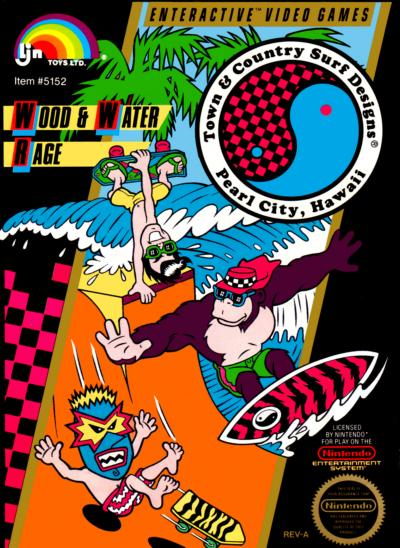 ENTERACTIVE™ VIDEO GAMES
LJN
TOYS LTD.
Item #5152
Town & Country Surf Designs®
Pearl City, Hawaii
WOOD & WATER
RAGE
LICENSED
BY NINTENDO®
FOR PLAY ON THE
Nintendo
ENTERTAINMENT
SYSTEM
REV-A
Nintendo